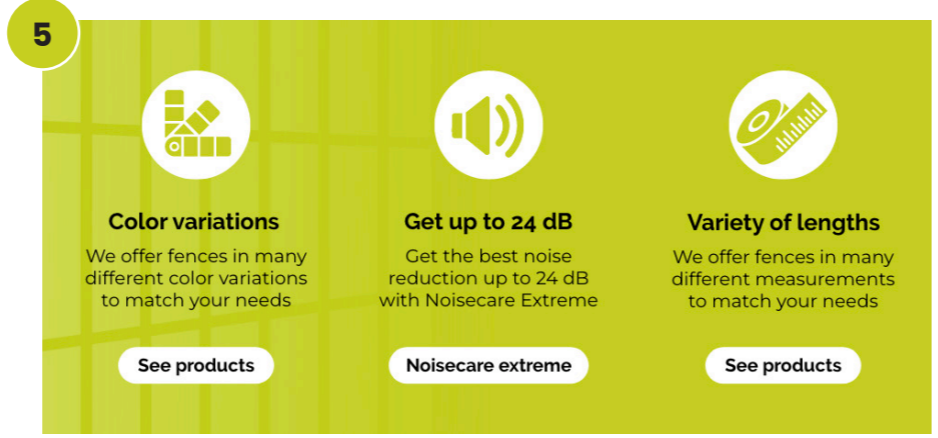 5
Color variations
We offer fences in many
different color variations
to match your needs
See products
Get up to 24 dB
Get the best noise
reduction up to 24 dB
with Noisecare Extreme
Noisecare extreme
Variety of lengths
We offer fences in many
different measurements
to match your needs
See products